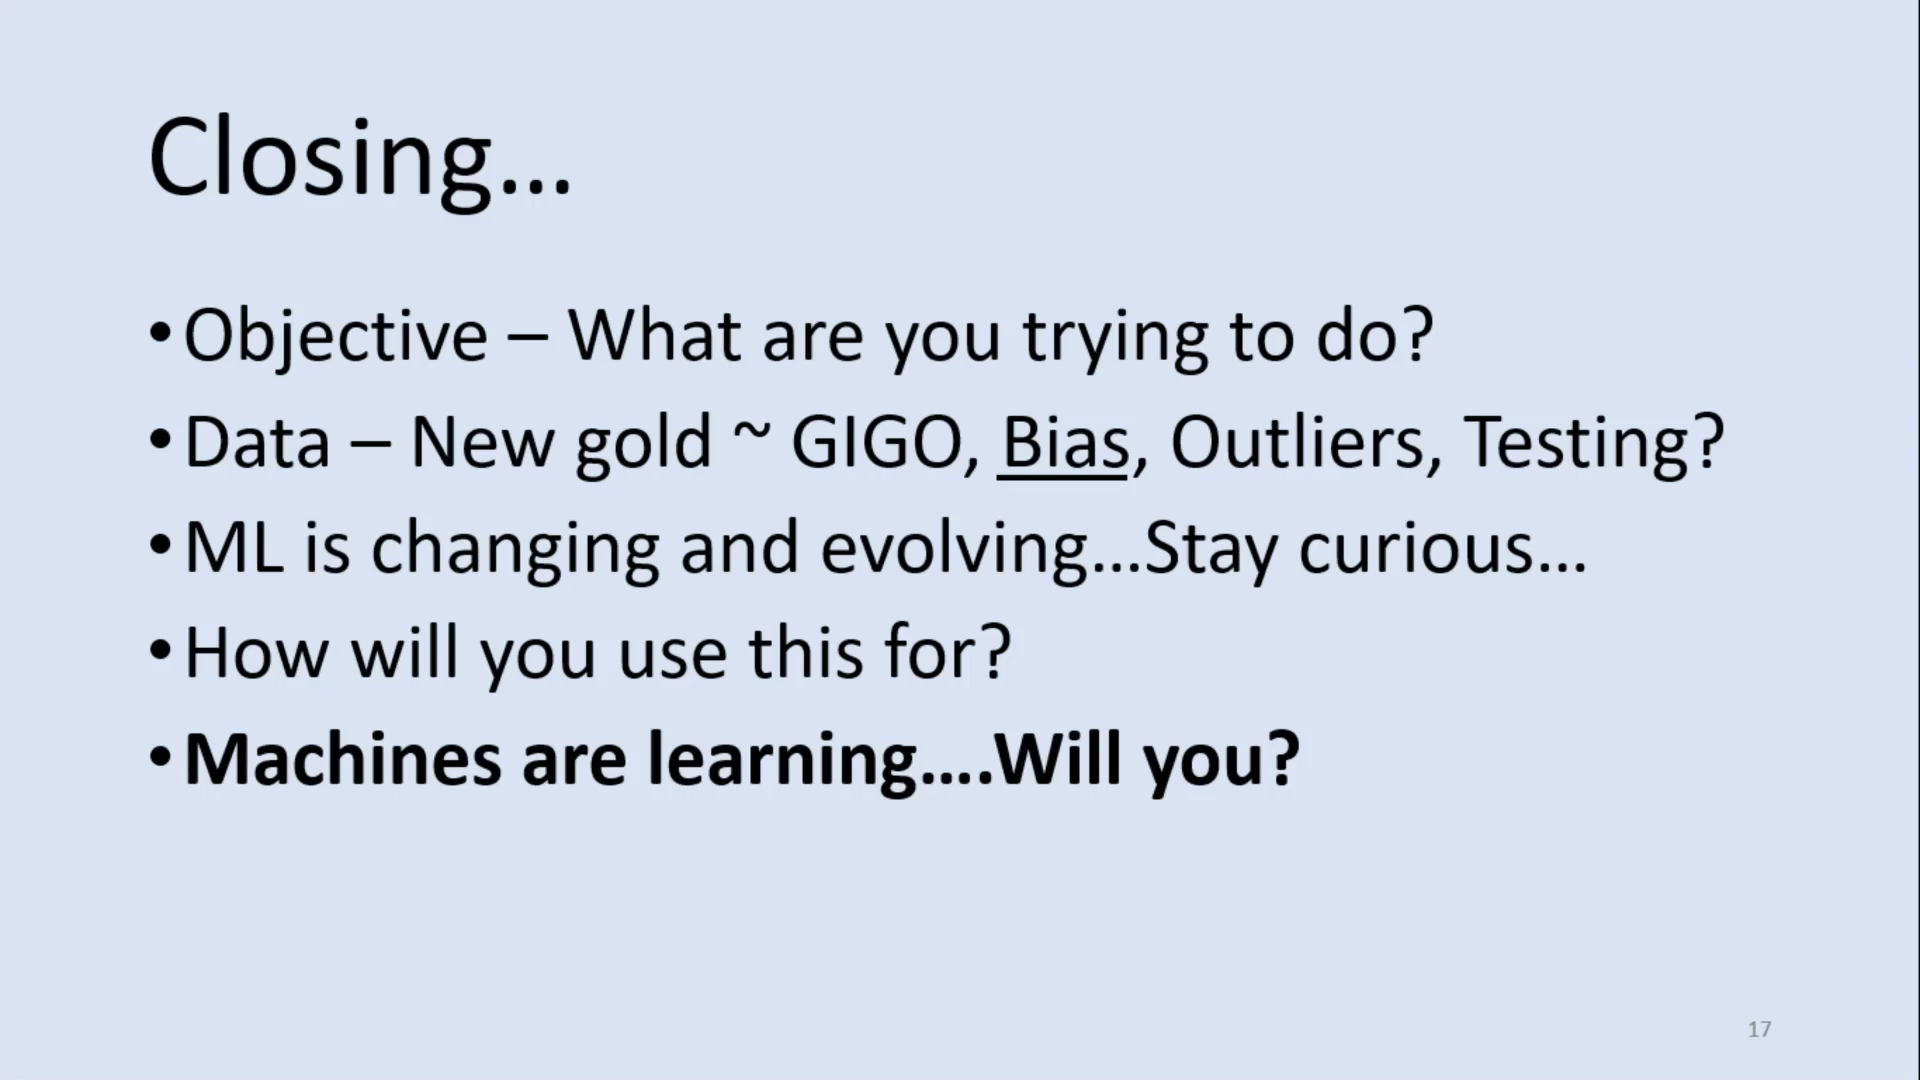 Closing...
•Objective – What are you trying to do?
•Data – New gold ~ GIGO, Bias, Outliers, Testing?
•ML is changing and evolving...Stay curious...
•How will you use this for?
•Machines are learning....Will you?
17